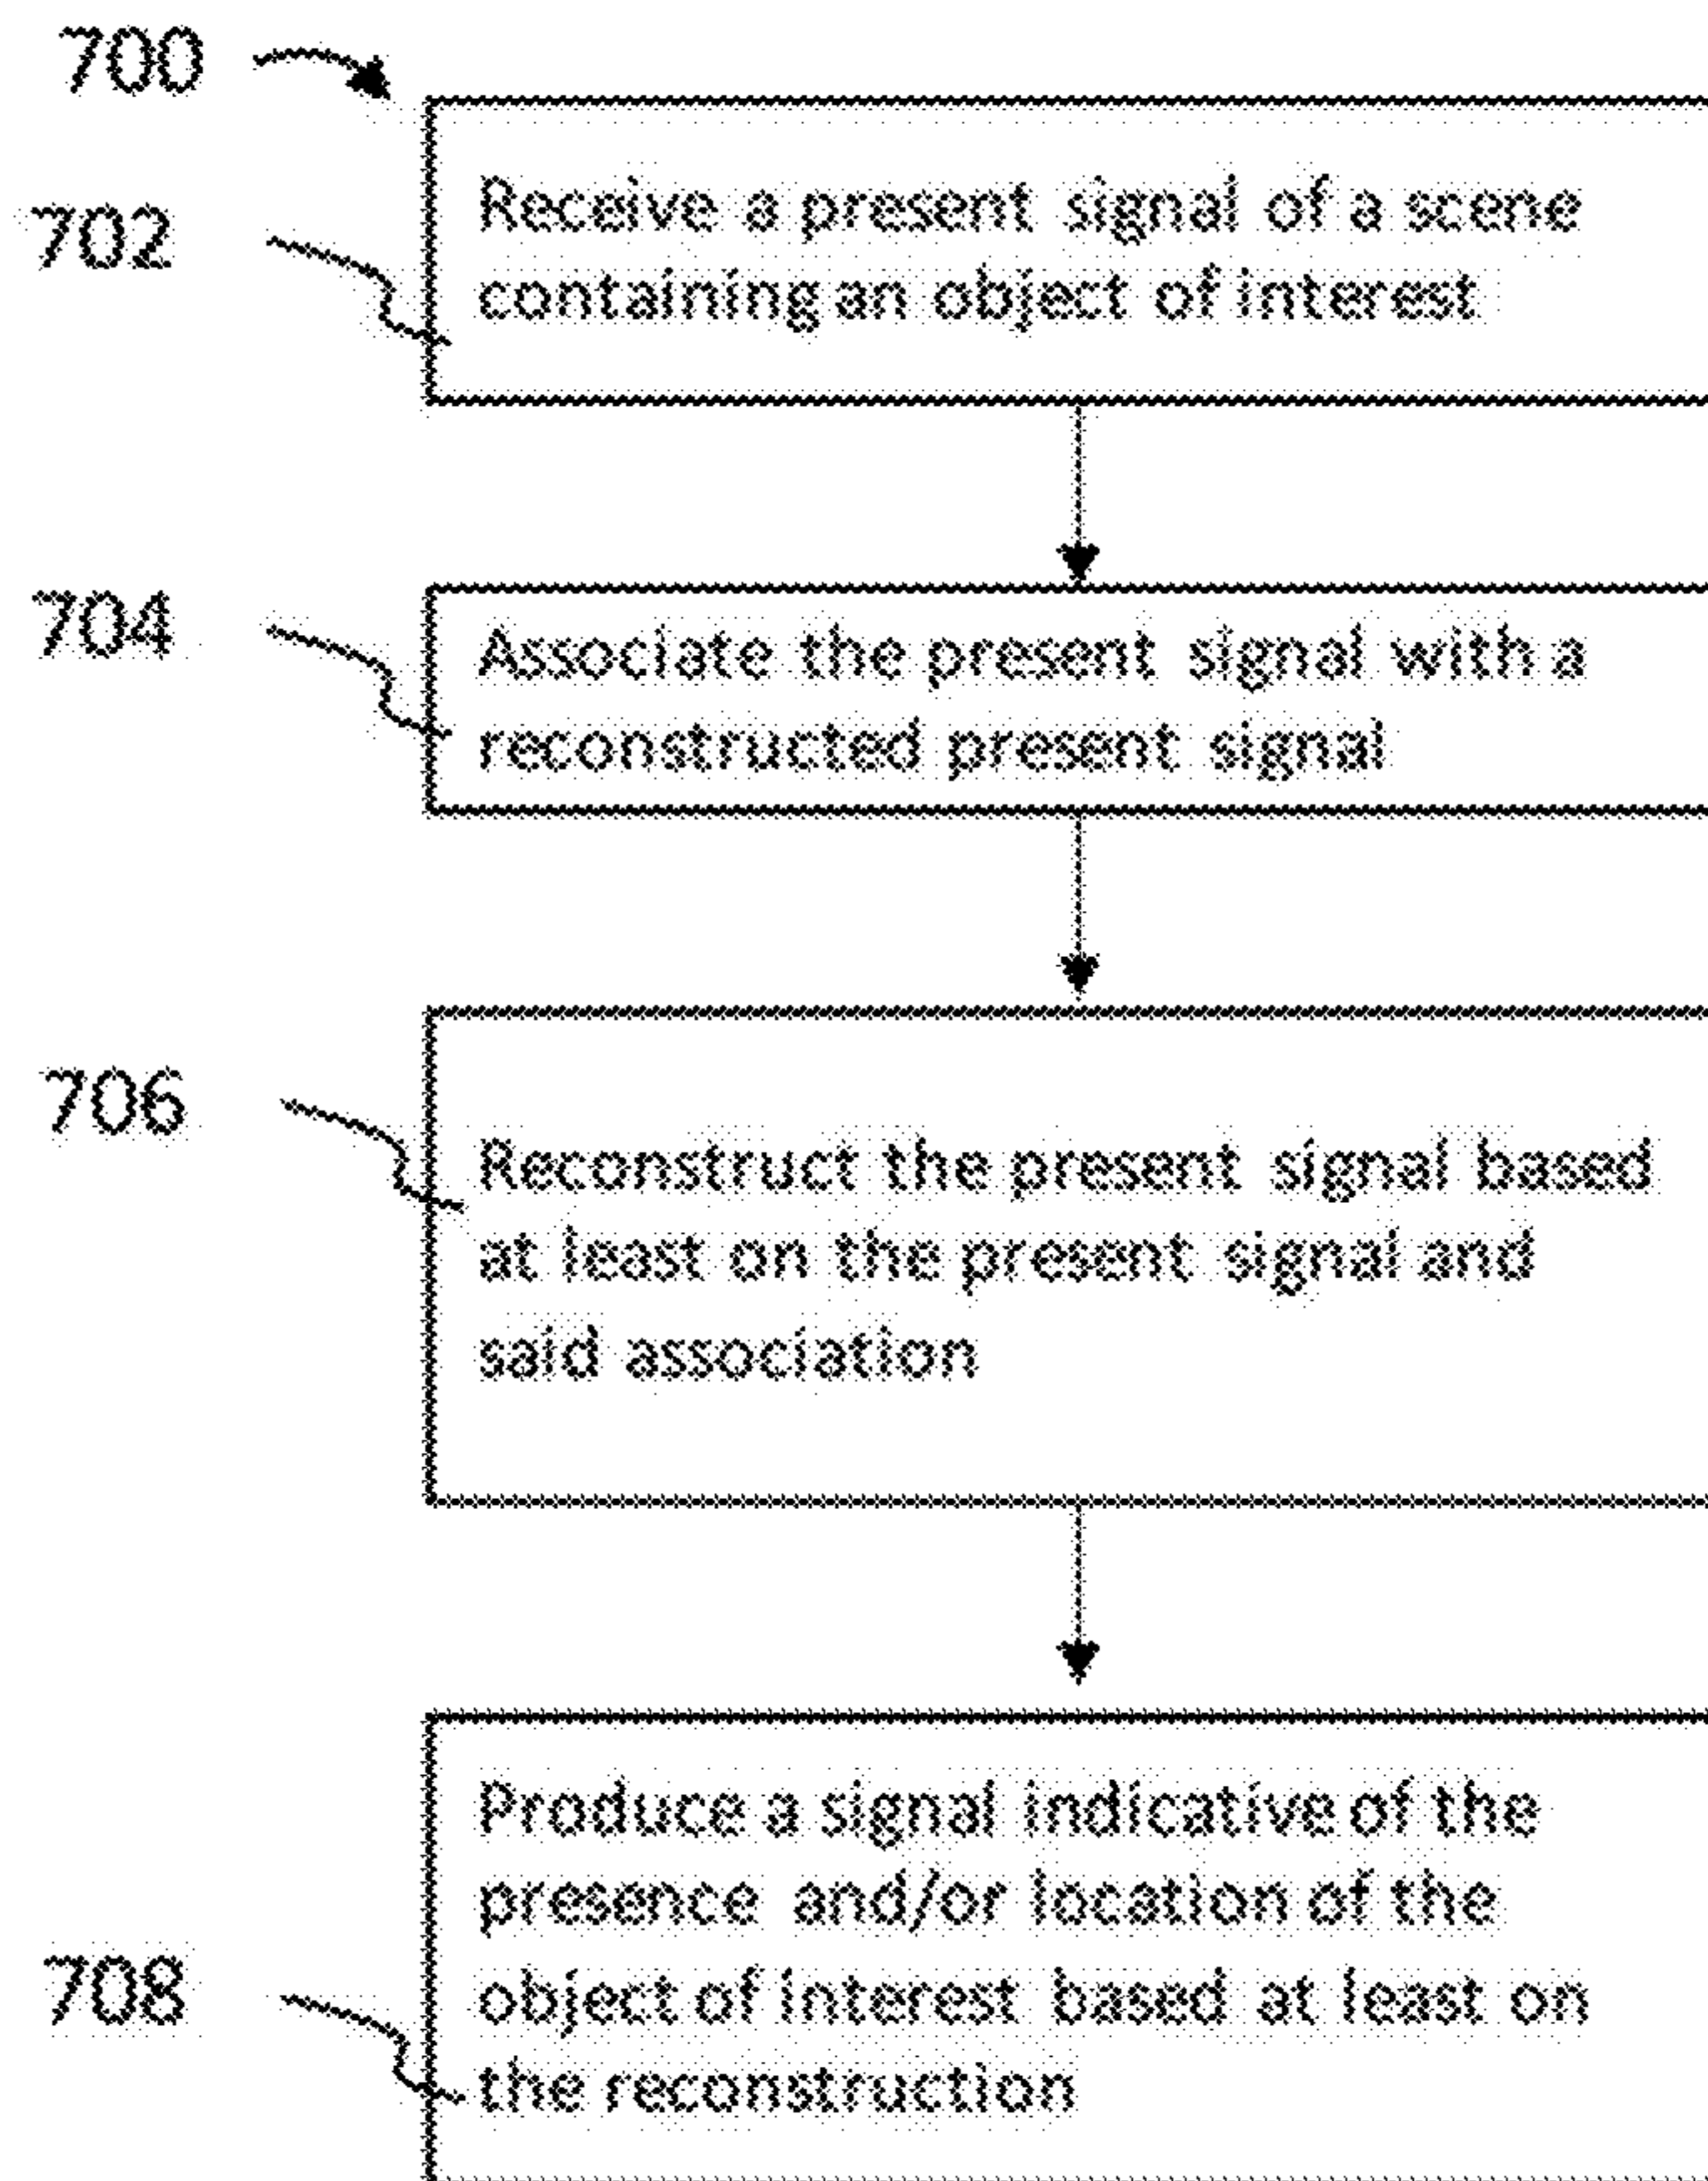 700
702
Receive a present signal of a scene
containing an object of interest
704
Associate the present signal with a
reconstructed present signal
706
Reconstruct the present signal based
at least on the present signal and
said association
Produce a signal indicative of the
presence and/or location of the
708
object of interest based at least on
the reconstruction